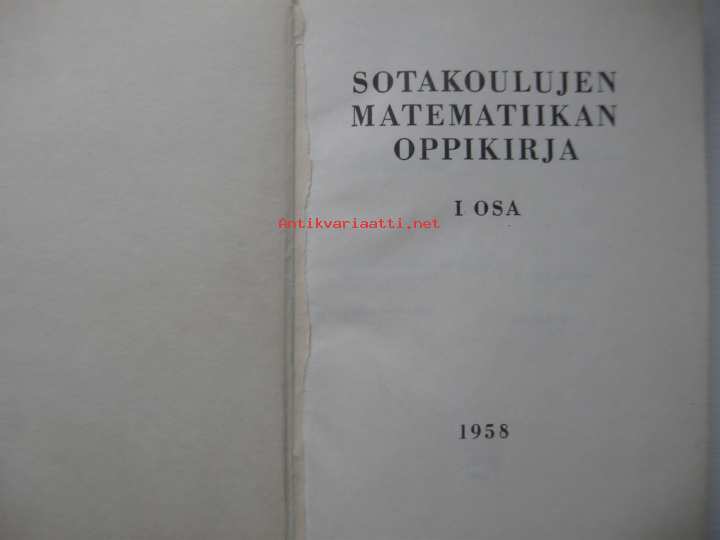 SOTAKOULUJEN
MATEMATIIKAN
OPPIKIRJA
I OSA
Antikvariaatti.net
1958